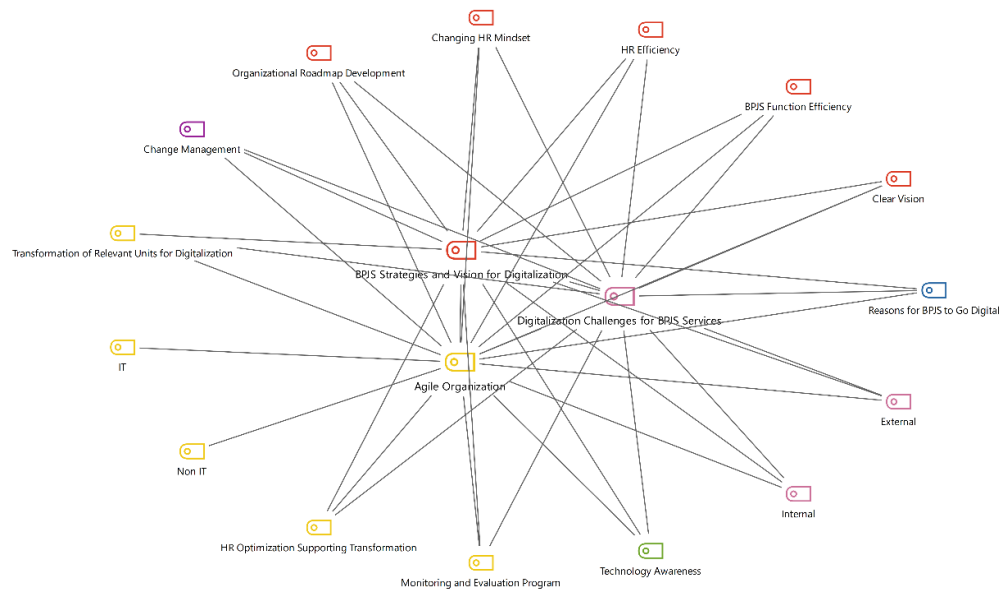 Changing HR Mindset
HR Efficiency
Organizational Roadmap Development
BPJS Function Efficiency
Change Management
Clear Vision
Transformation of Relevant Units for Digitalization
BPJS Strategies and Vision for Digitalization
Reasons for BPJS to Go Digital
Digitalization Challenges for BPJS Services
IT
Agile Organization
External
Non IT
Internal
HR Optimization Supporting Transformation
Technology Awareness
Monitoring and Evaluation Program